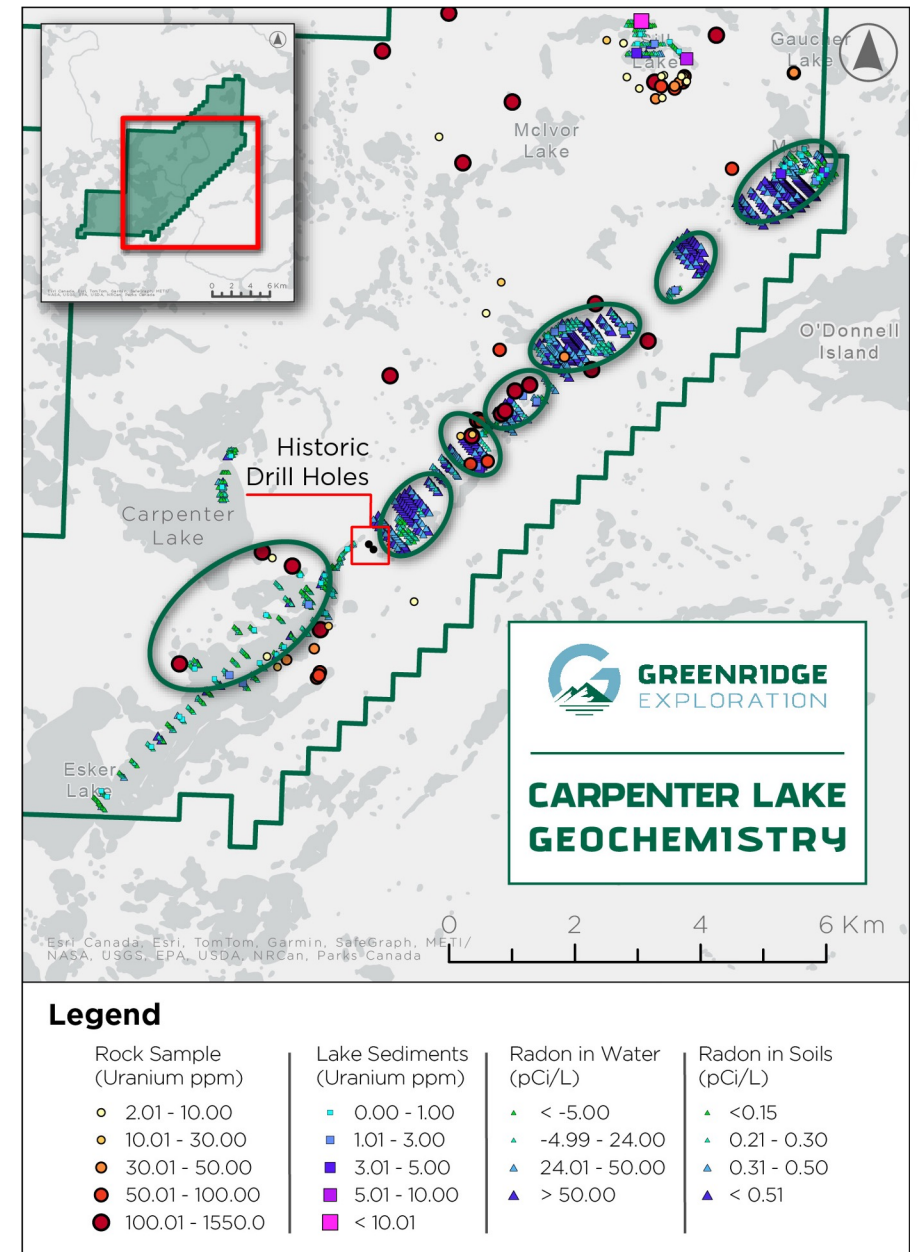 Gaucher
Lake
Lake
McIvor
Lake
0 2 4 6 Km
O'Donnell
Island
Historic
Drill Holes
Carpenter
Lake
Esker
Lake
GREENRIDGE
EXPLORATION
CARPENTER LAKE
GEOCHEMISTRY
0 2 4 6 Km
Esri Canada, Esri, TomTom, Garmin, SafeGraph, METI/
NASA, USGS, EPA, USDA, NRCan, Parks Canada
Legend
Rock Sample
(Uranium ppm)
2.01 - 10.00
10.01 - 30.00
30.01 - 50.00
50.01 - 100.00
100.01 - 1550.0
Lake Sediments
(Uranium ppm)
0.00 - 1.00
1.01 - 3.00
3.01 - 5.00
5.01 - 10.00
< 10.01
Radon in Water
(pCi/L)
< -5.00
-4.99 - 24.00
24.01 - 50.00
> 50.00
Radon in Soils
(pCi/L)
<0.15
0.21 - 0.30
0.31 - 0.50
< 0.51